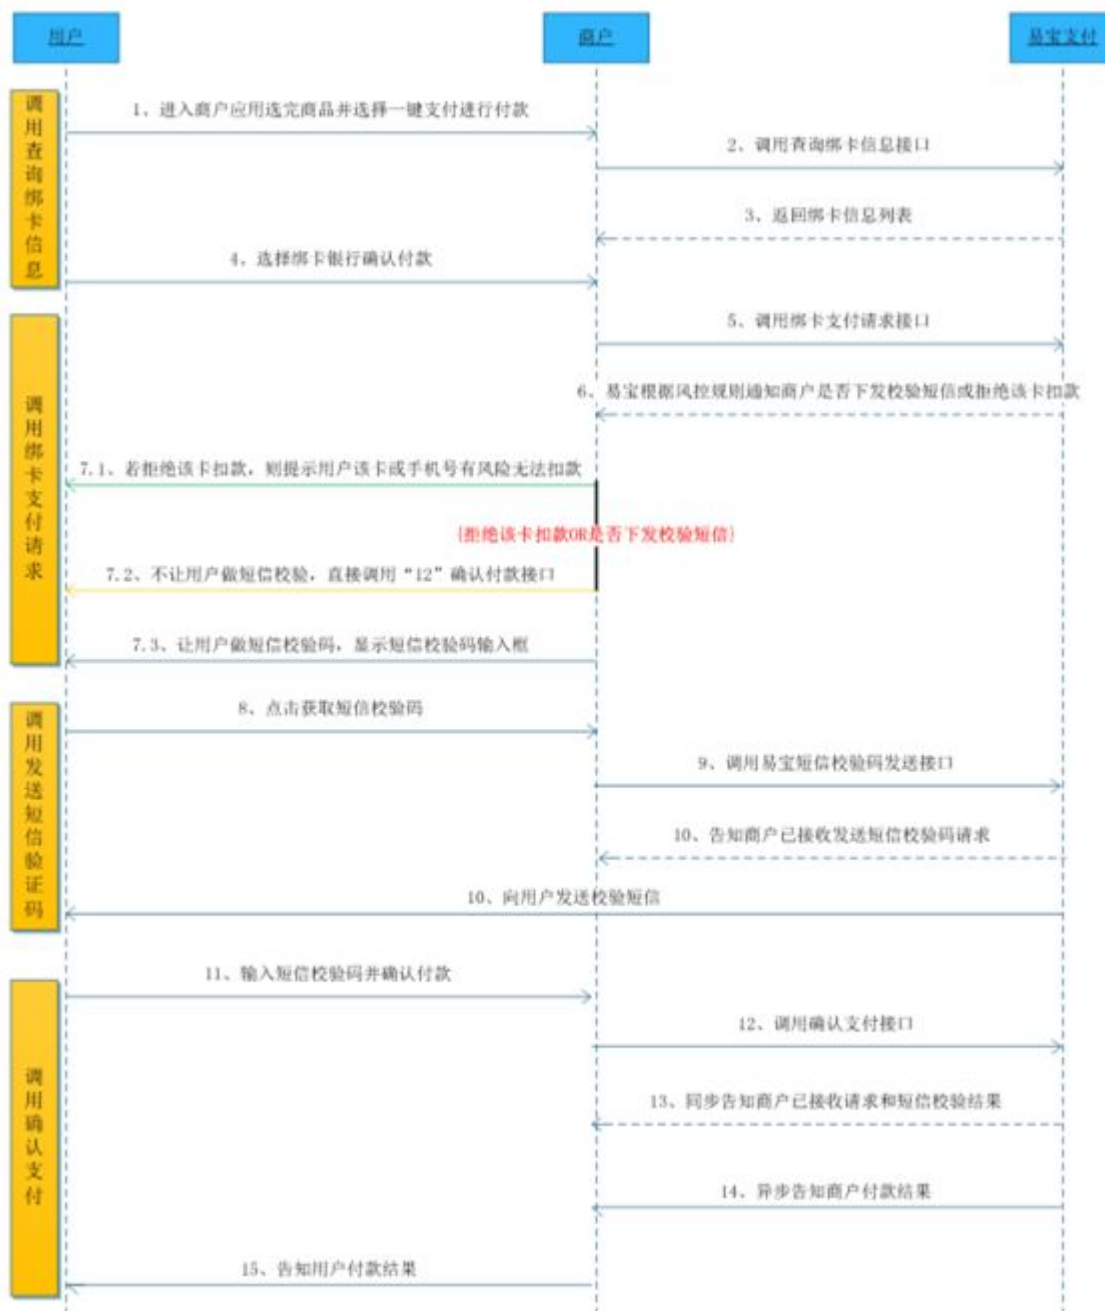 用户
商户
易宝支付
调用查询绑卡信息
1、进入商户应用选完商品并选择一键支付进行付款
2、调用查询绑卡信息接口
3、返回绑卡信息列表
4、选择绑卡银行确认付款
调用绑卡支付请求
5、调用绑卡支付请求接口
6、易宝根据风控规则通知商户是否下发校验短信或拒绝该卡扣款
7.1、若拒绝该卡扣款，则提示用户该卡或手机号有风险无法扣款
{拒绝该卡扣款OR是否下发校验短信}
7.2、不让用户做短信校验，直接调用“12”确认付款接口
7.3、让用户做短信校验码，显示短信校验码输入框
调用发送短信验证码
8、点击获取短信校验码
9、调用易宝短信校验码发送接口
10、告知商户已接收发送短信校验码请求
10、向用户发送校验短信
调用确认支付
11、输入短信校验码并确认付款
12、调用确认支付接口
13、同步告知商户已接收请求和短信校验结果
14、异步告知商户付款结果
15、告知用户付款结果